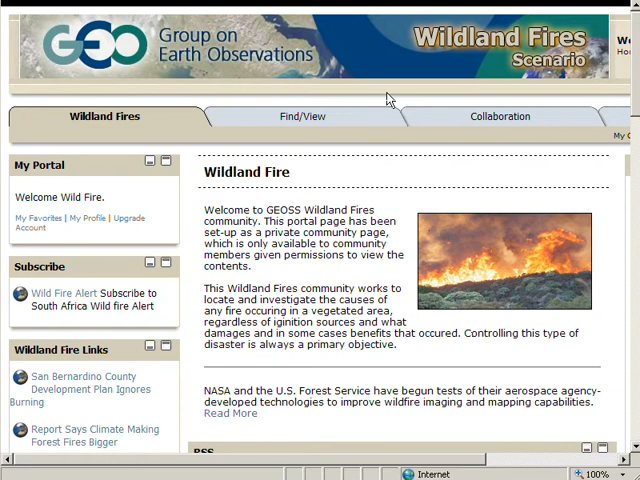 GEO Group on
Earth Observations
Wildland Fires
Scenario
Wildland Fires
Find/View
Collaboration
My Portal
Welcome Wild Fire.
My Favorites | My Profile | Upgrade
Account
Subscribe
Wild Fire Alert Subscribe to
South Africa Wild fire Alert
Wildland Fire Links
San Bernardino County
Development Plan Ignores
Burning
Report Says Climate Making
Forest Fires Bigger
Wildland Fire
Welcome to GEOSS Wildland Fires
community. This portal page has been
set-up as a private community page,
which is only available to community
members given permissions to view the
contents.
This Wildland Fires community works to
locate and investigate the causes of
any fire occuring in a vegetated area,
regardless of iginition sources and what
damages and in some cases benefits that occured. Controlling this type of
disaster is always a primary objective.
NASA and the U.S. Forest Service have begun tests of their aerospace agency-
developed technologies to improve wildfire imaging and mapping capabilities.
Read More
RSS
Internet
100%